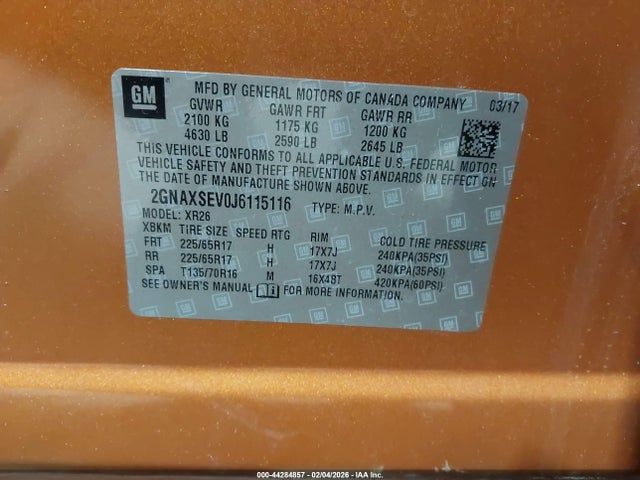 GM
MFD BY GENERAL MOTORS OF CANADA COMPANY 03/17
GVWR GAWR FRT GAWR RR
2100 KG 1175 KG 1200 KG
4630 LB 2590 LB 2645 LB
THIS VEHICLE CONFORMS TO ALL APPLICABLE U.S. FEDERAL MOTOR
VEHICLE SAFETY AND THEFT PREVENTION STANDARDS IN EFFECT ON
THE DATE OF MANUFACTURE SHOWN ABOVE.
2GNAXSEV0J6115116 TYPE: M.P.V.
MODEL: XR26
XBKM TIRE SIZE SPEED RTG RIM COLD TIRE PRESSURE
FRT 225/65R17 H 17X7J 240KPA(35PSI)
RR 225/65R17 H 17X7J 240KPA(35PSI)
SPA T135/70R16 M 16X4BT 420KPA(60PSI)
SEE OWNER'S MANUAL FOR MORE INFORMATION.
000-44284857 - 02/04/2026 - IAA Inc.